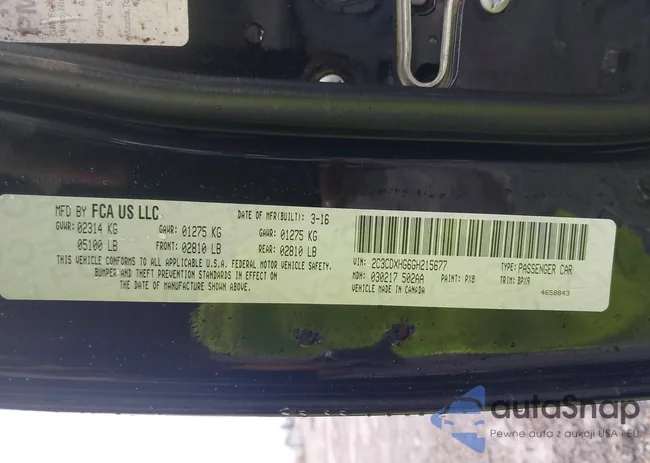 MFD BY FCA US LLC
DATE OF MFR(BUILT): 3-16
GVWR: 02314 KG
GAWR: 01275 KG
GAWR: 01275 KG
05100 LB
FRONT: 02810 LB
REAR: 02810 LB
THIS VEHICLE CONFORMS TO ALL APPLICABLE U.S.A. FEDERAL MOTOR VEHICLE SAFETY,
BUMPER AND THEFT PREVENTION STANDARDS IN EFFECT ON
THE DATE OF MANUFACTURE SHOWN ABOVE.
VIN: 2C3CDXHG6GH215677
TYPE: PASSENGER CAR
MDH: 030217 502AA
PAINT: PX8
TRIM: BPX9
VEHICLE MADE IN CANADA
4658843
autaSnap
Pewne auta z aukcji USA i EU